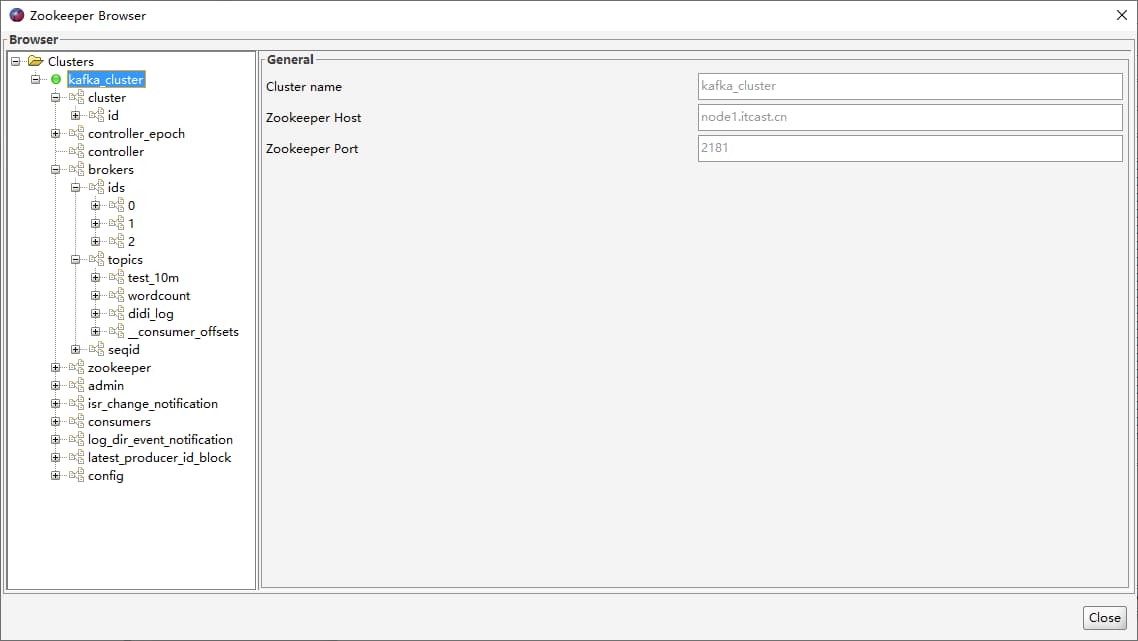 Zookeeper Browser
Browser
Clusters
kafka_cluster
cluster
id
controller_epoch
controller
brokers
ids
0
1
2
topics
test_10m
wordcount
didi_log
__consumer_offsets
seqid
zookeeper
admin
isr_change_notification
consumers
log_dir_event_notification
latest_producer_id_block
config
General
Cluster name kafka_cluster
Zookeeper Host node1.itcast.cn
Zookeeper Port 2181
Close